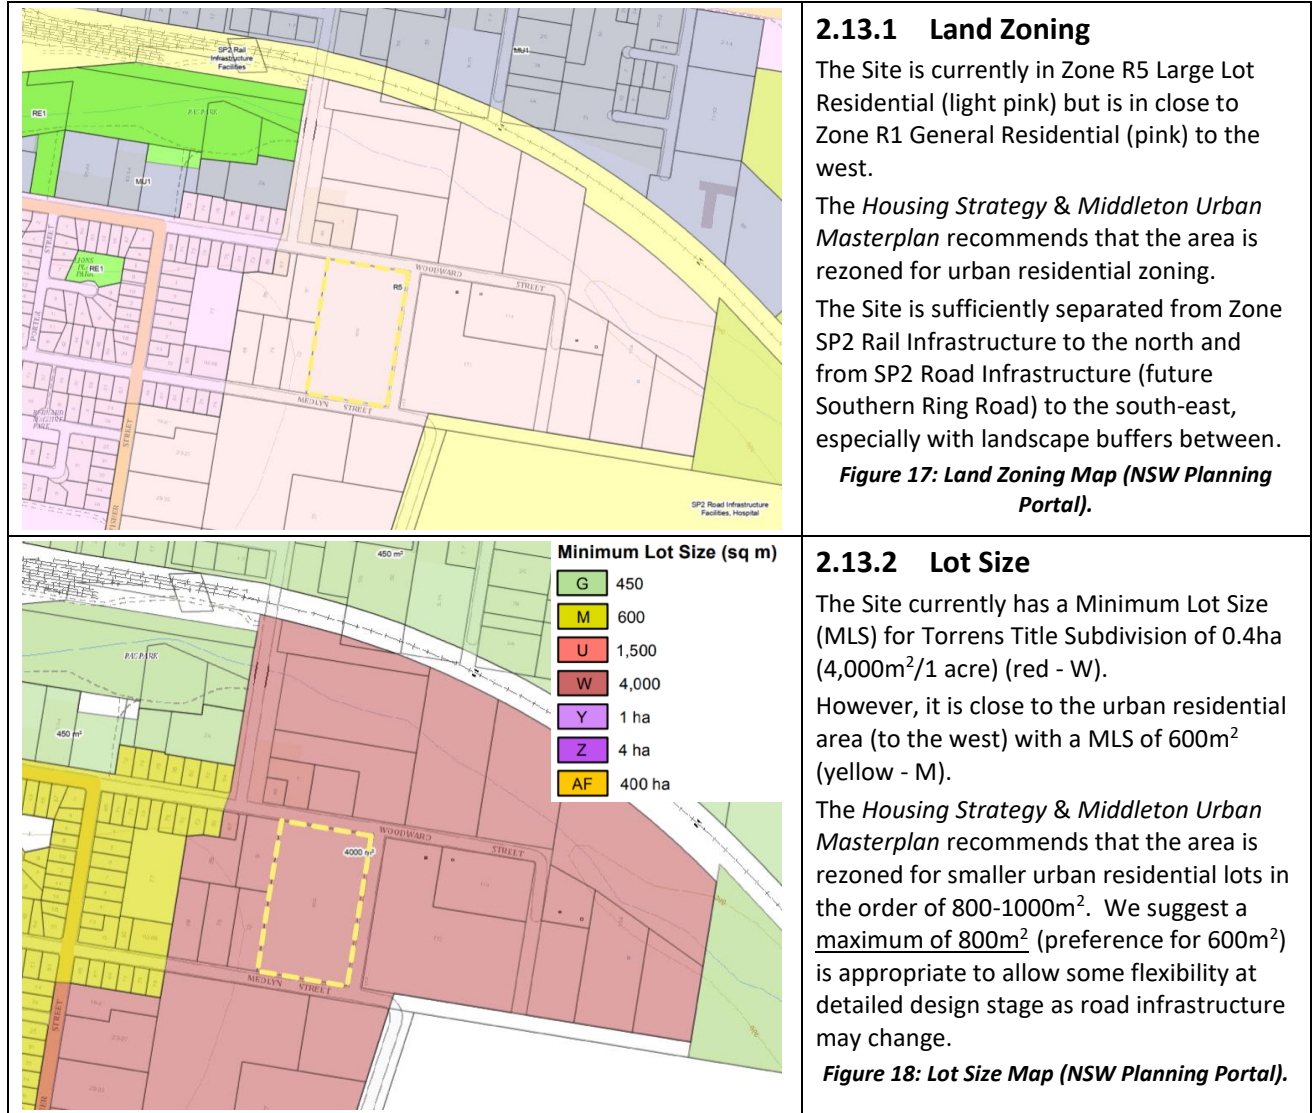 SP2 Rail
Infrastructure
Facilities
MU1
RE1
RAGPARK
MU1
STREET
RE1
PORTER
WOODWARD
STREET
R5
MEDLYN STREET
STREET
SP2 Road Infrastructure
Facilities, Hospital
2.13.1 Land Zoning
The Site is currently in Zone R5 Large Lot
Residential (light pink) but is in close to
Zone R1 General Residential (pink) to the
west.
The Housing Strategy & Middleton Urban
Masterplan recommends that the area is
rezoned for urban residential zoning.
The Site is sufficiently separated from Zone
SP2 Rail Infrastructure to the north and
from SP2 Road Infrastructure (future
Southern Ring Road) to the south-east,
especially with landscape buffers between.
Figure 17: Land Zoning Map (NSW Planning
Portal).
450 m²
Minimum Lot Size (sq m)
G 450
M 600
U 1,500
W 4,000
Y 1 ha
Z 4 ha
AF 400 ha
RAGPARK
450 m²
WOODWARD
STREET
4000 m²
MEDLYN STREET
STREET
2.13.2 Lot Size
The Site currently has a Minimum Lot Size
(MLS) for Torrens Title Subdivision of 0.4ha
(4,000m²/1 acre) (red - W).
However, it is close to the urban residential
area (to the west) with a MLS of 600m²
(yellow - M).
The Housing Strategy & Middleton Urban
Masterplan recommends that the area is
rezoned for smaller urban residential lots in
the order of 800-1000m². We suggest a
maximum of 800m² (preference for 600m²)
is appropriate to allow some flexibility at
detailed design stage as road infrastructure
may change.
Figure 18: Lot Size Map (NSW Planning Portal).